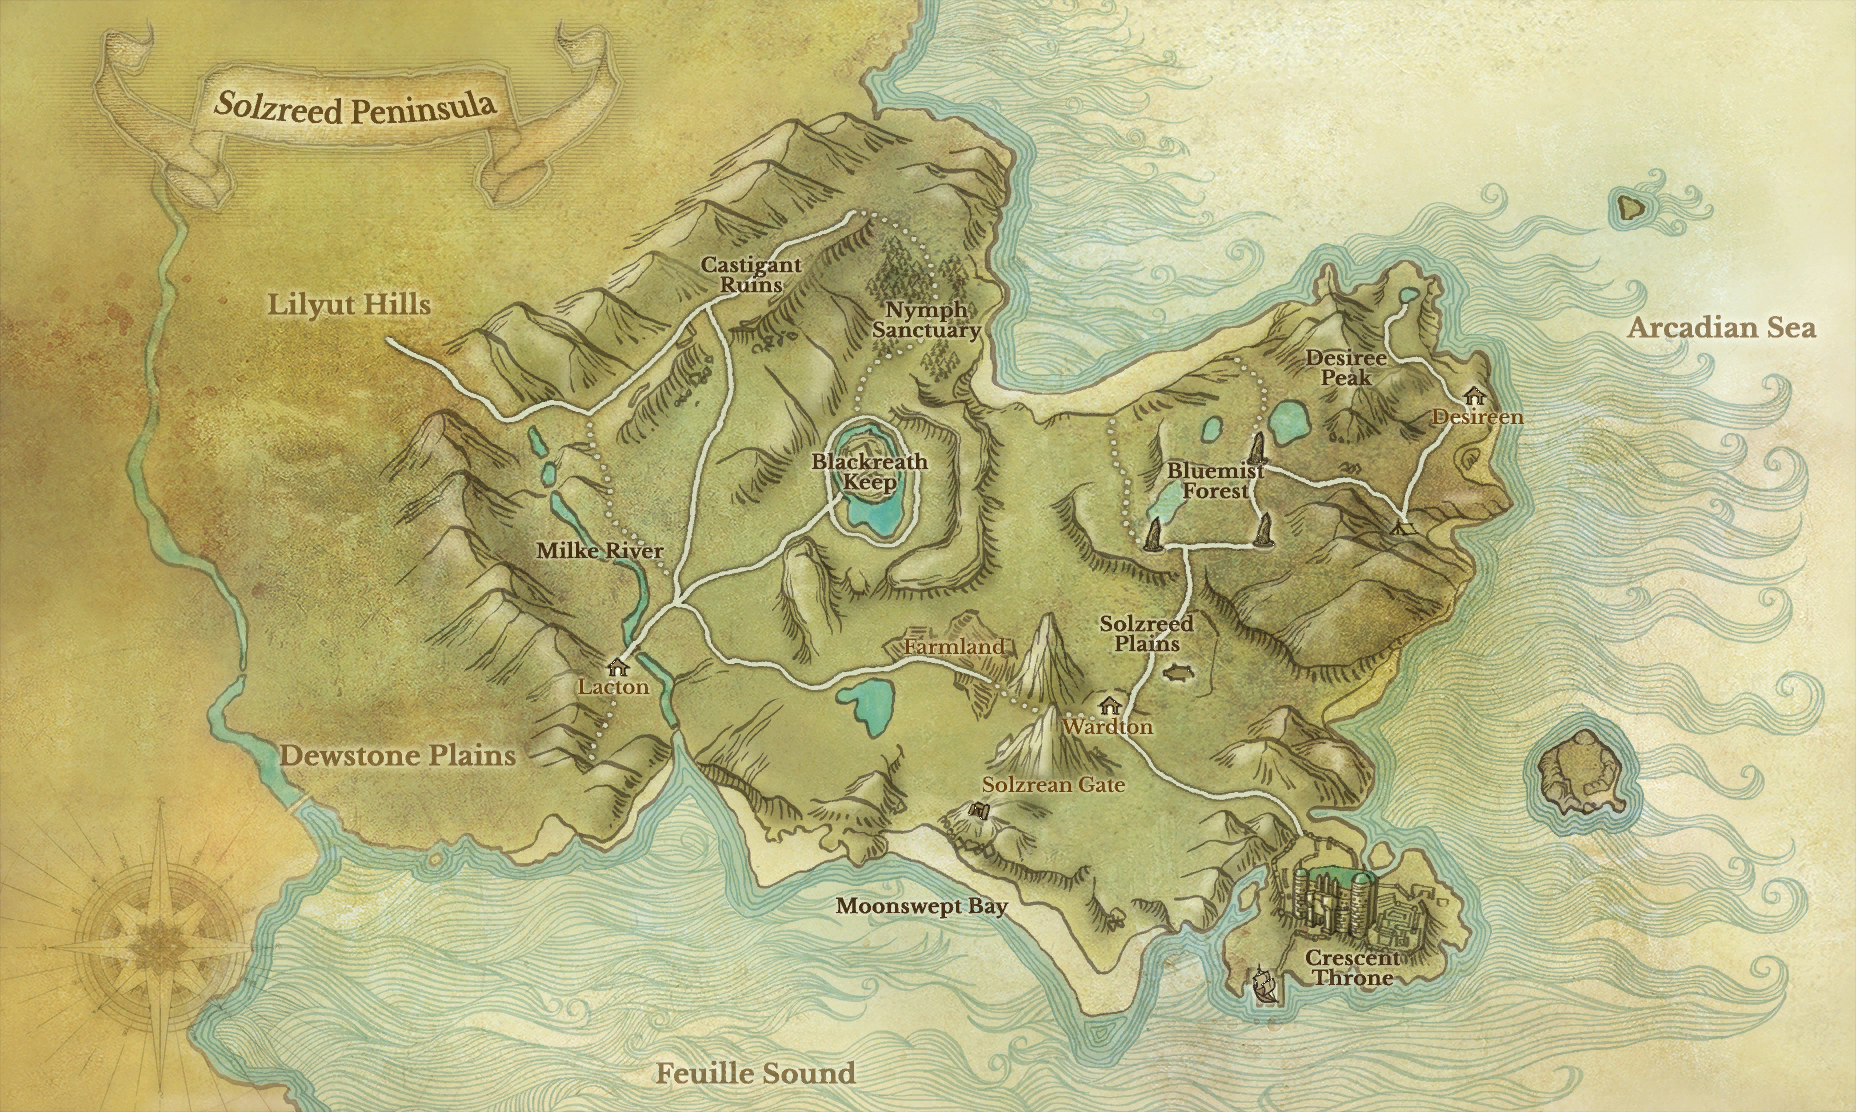 Solzreed Peninsula
Castigant
Ruins
Lilyut Hills
Nymph
Sanctuary
Arcadian Sea
Desiree
Peak
Desireen
Blackreath
Keep
Bluemist
Forest
Milke River
Solzreed
Plains
Farmland
Lacton
Wardton
Dewstone Plains
Solzrean Gate
Moonswept Bay
Crescent
Throne
Feuille Sound